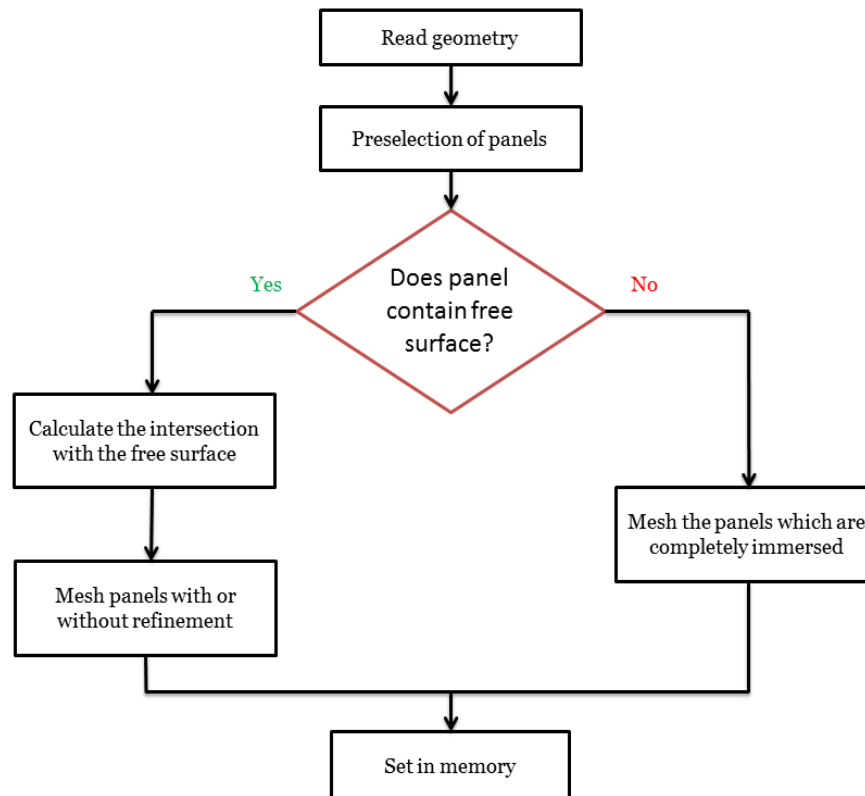 Read geometry
Preselection of panels
Does panel
contain free
surface?
Yes
No
Calculate the intersection
with the free surface
Mesh the panels which are
completely immersed
Mesh panels with or
without refinement
Set in memory